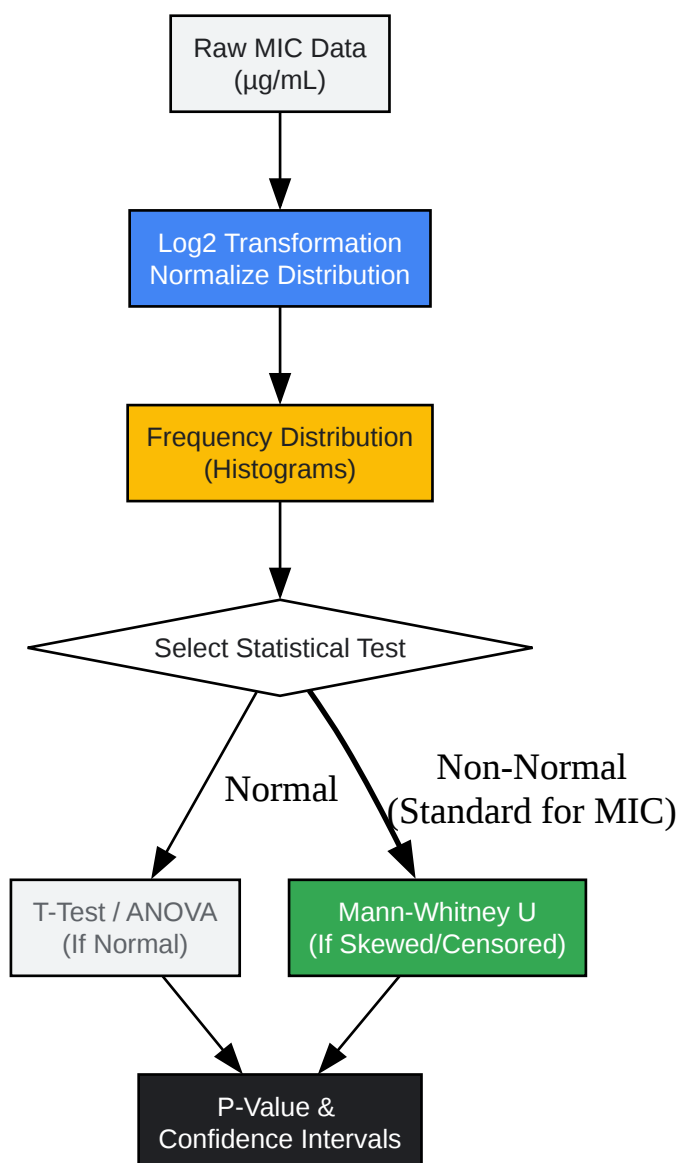 Raw MIC Data
(µg/mL)
Log2 Transformation
Normalize Distribution
Frequency Distribution
(Histograms)
Select Statistical Test
Normal
Non-Normal
(Standard for MIC)
T-Test / ANOVA
(If Normal)
Mann-Whitney U
(If Skewed/Censored)
P-Value &
Confidence Intervals